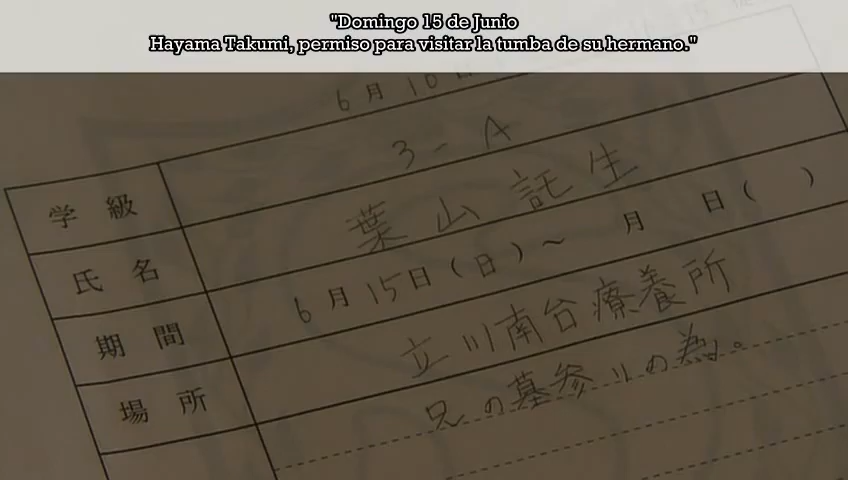 "Domingo 15 de Junio
Hayama Takumi, permiso para visitar la tumba de su hermano."
6月10日
学級 3-A
氏名 葉山託生
期間 6月15日(日)~ 月 日( )
場所 立川南台療養所
兄の墓参りの為。